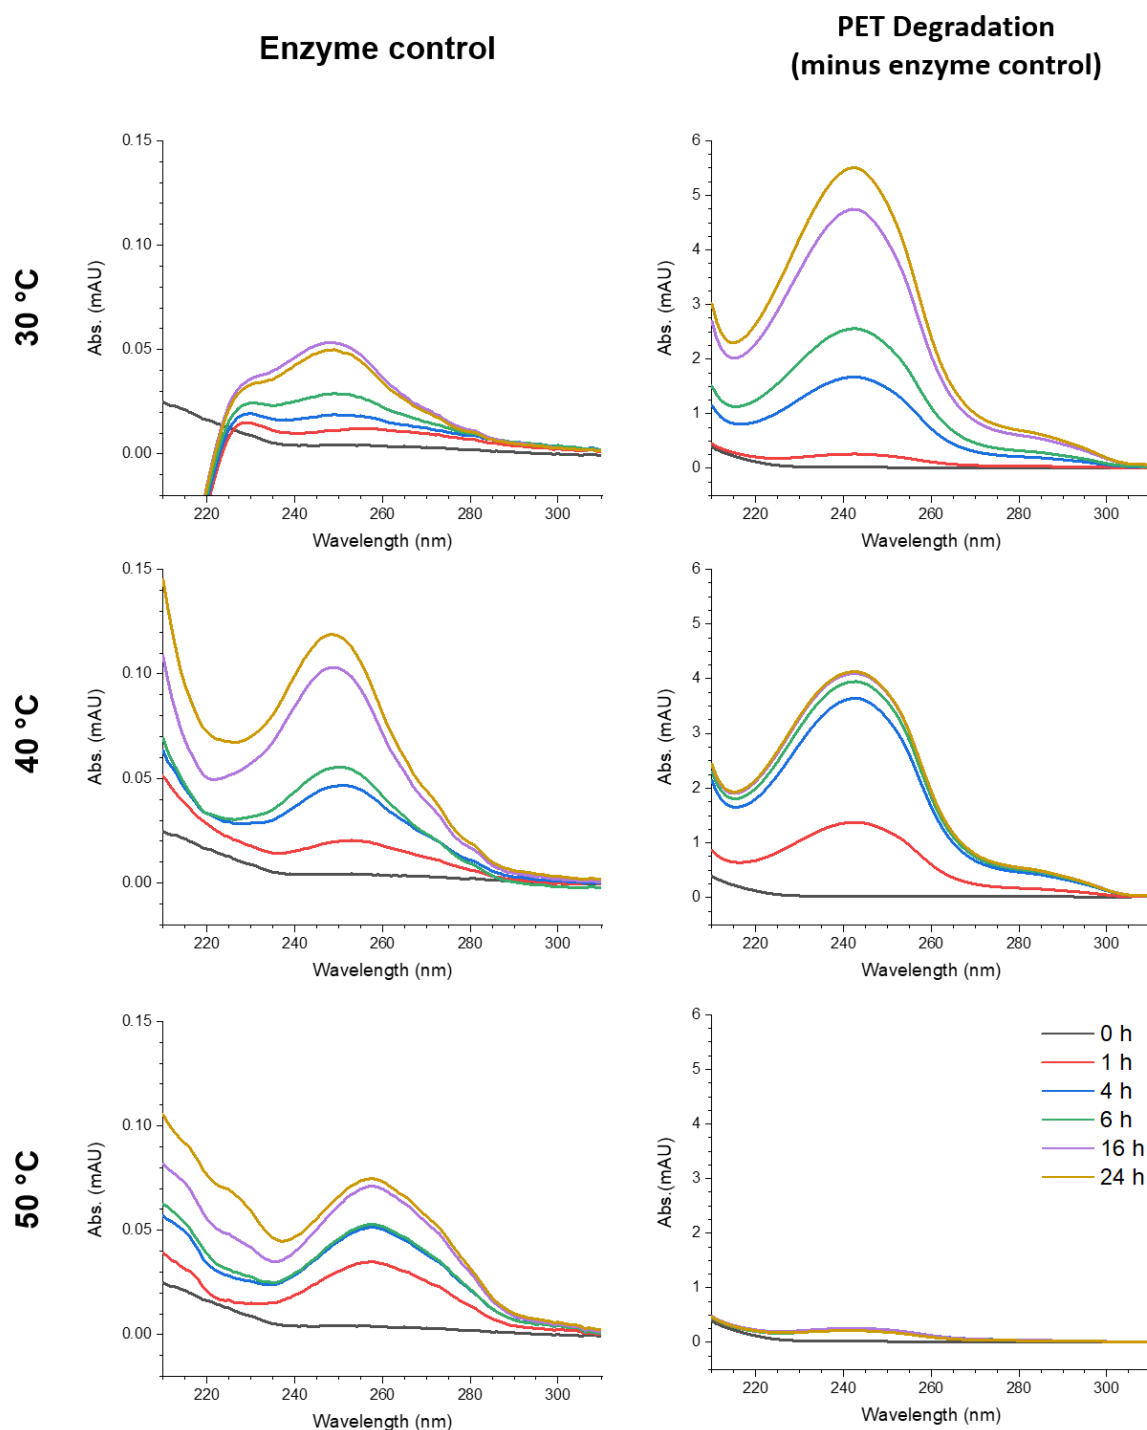 Enzyme control
PET Degradation
(minus enzyme control)
30 °C
Abs. (mAU)
0.15
0.10
0.05
0.00
220 240 260 280 300
Wavelength (nm)
Abs. (mAU)
6
5
4
3
2
1
0
220 240 260 280 300
Wavelength (nm)
40 °C
Abs. (mAU)
0.15
0.10
0.05
0.00
220 240 260 280 300
Wavelength (nm)
Abs. (mAU)
6
5
4
3
2
1
0
220 240 260 280 300
Wavelength (nm)
50 °C
Abs. (mAU)
0.15
0.10
0.05
0.00
220 240 260 280 300
Wavelength (nm)
Abs.(mAU)
6
5
4
3
2
1
0
220 240 260 280 300
Wavelength (nm)
0 h
1 h
4 h
6 h
16 h
24 h